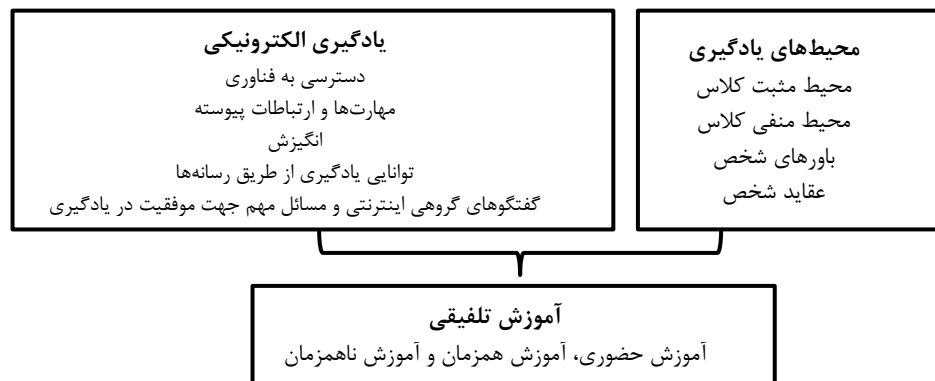 محیط‌های یادگیری
محیط مثبت کلاس
محیط منفی کلاس
باورهای شخص
عقاید شخص
یادگیری الکترونیکی
دسترسی به فناوری
مهارت‌ها و ارتباطات پیوسته
انگیزش
توانایی یادگیری از طریق رسانه‌ها
گفتگوهای گروهی اینترنتی و مسائل مهم جهت موفقیت در یادگیری
آموزش تلفیقی
آموزش حضوری، آموزش همزمان و آموزش ناهمزمان